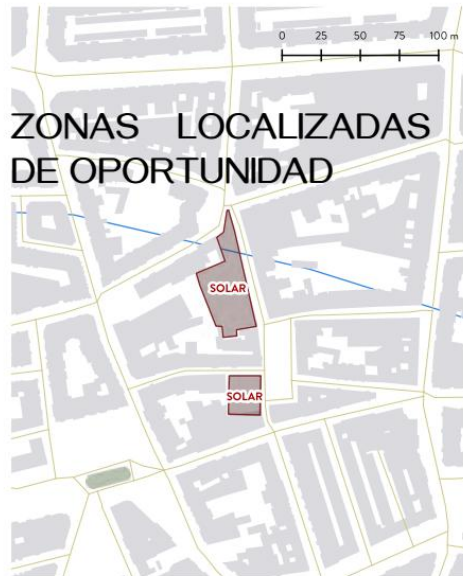 0 25 50 75 100 m
ZONAS LOCALIZADAS
DE OPORTUNIDAD
SOLAR
SOLAR